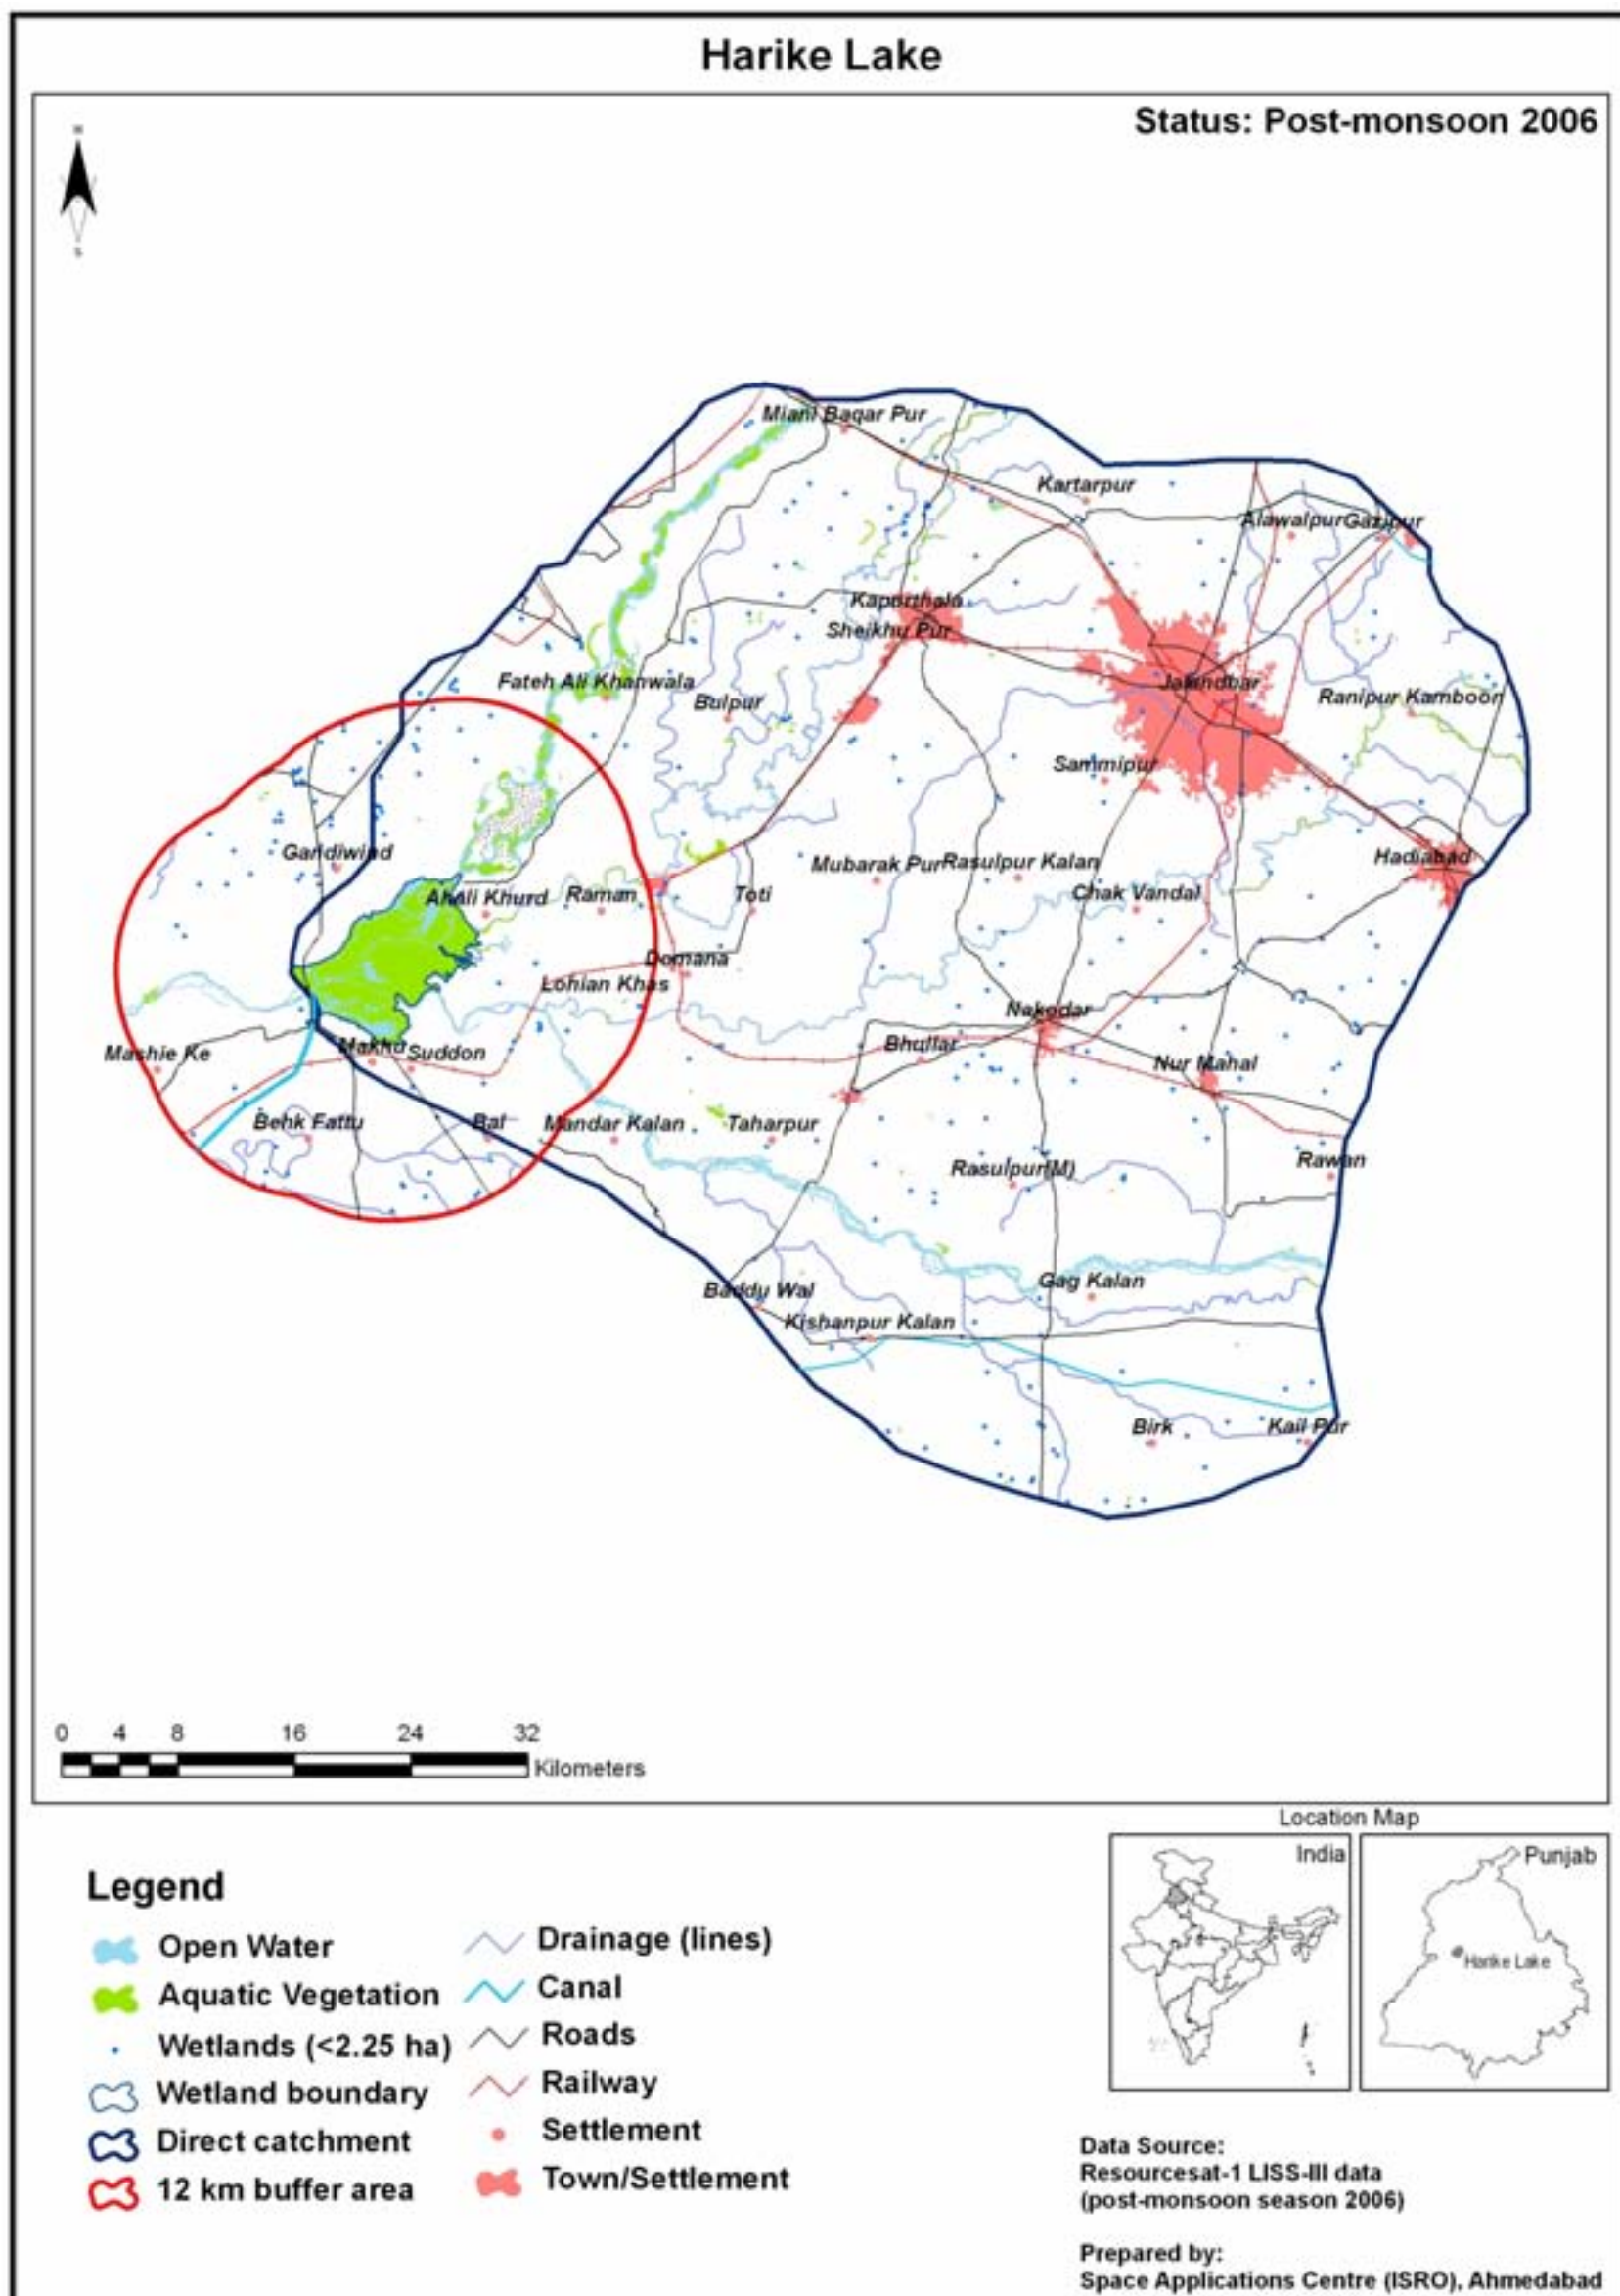 Harike Lake
Status: Post-monsoon 2006
N
S
Miani Baqar Pur
Kartarpur
Alawalpur
Gazipur
Kapurthala
Sheikhu Pur
Fateh Ali Khanwala
Bulpur
Jalandhar
Ranipur Kamboon
Sammipur
Gandiwind
Mubarak Pur
Rasulpur Kalan
Hadiabad
Ahali Khurd
Raman
Toti
Chak Vandal
Domana
Lohian Khas
Nakodar
Mashie Ke
Makhu
Suddon
Bhullar
Nur Mahal
Behk Fattu
Bal
Mandar Kalan
Taharpur
Rasulpur(M)
Rawan
Baddu Wal
Gag Kalan
Kishanpur Kalan
Birk
Kail Pur
0 4 8 16 24 32
Kilometers
Location Map
India
Punjab
Harike Lake
Legend
Open Water
Aquatic Vegetation
Wetlands (<2.25 ha)
Wetland boundary
Direct catchment
12 km buffer area
Drainage (lines)
Canal
Roads
Railway
Settlement
Town/Settlement
Data Source:
Resourcesat-1 LISS-III data
(post-monsoon season 2006)
Prepared by:
Space Applications Centre (ISRO), Ahmedabad